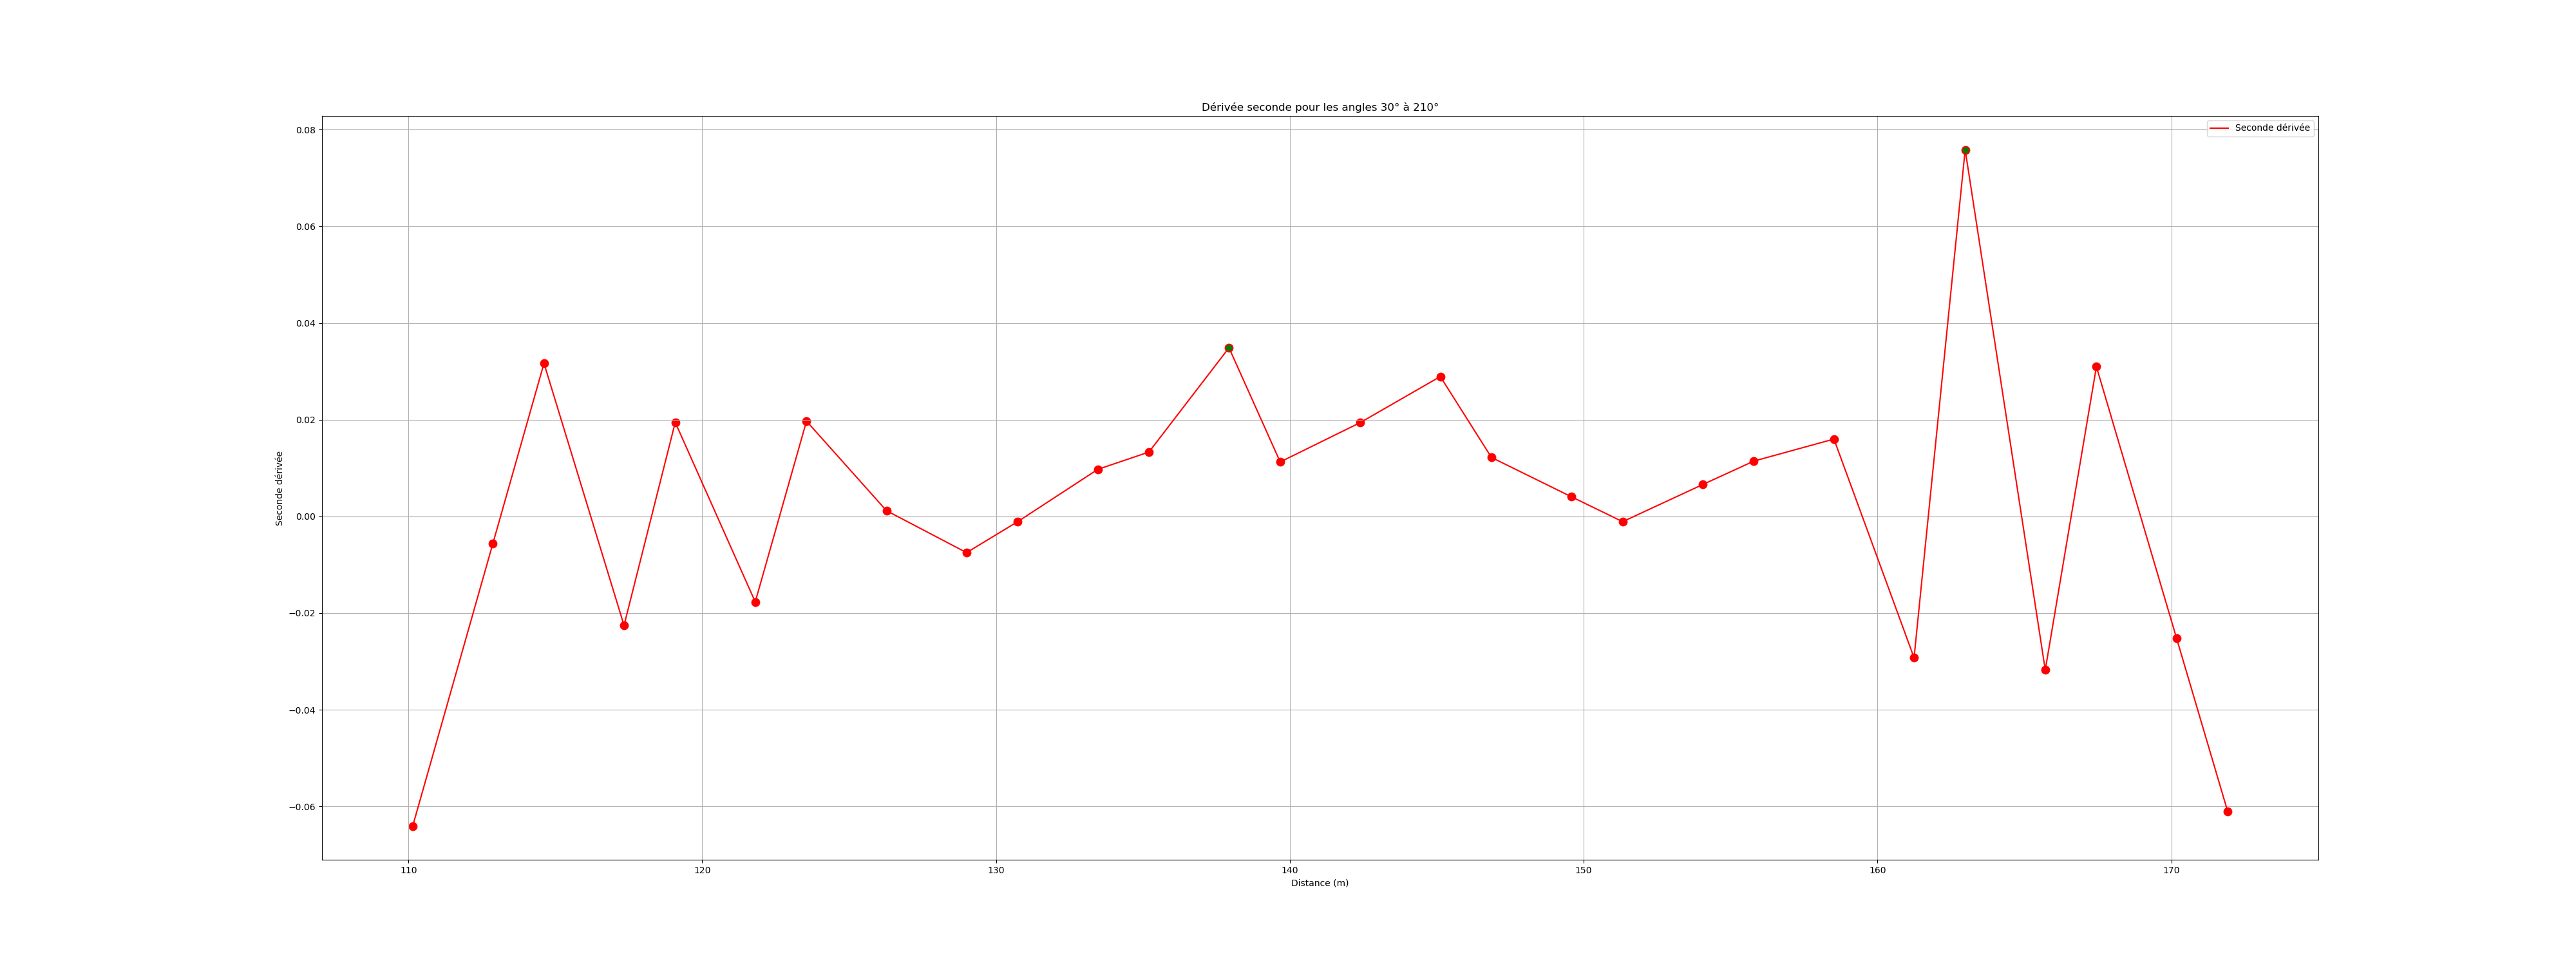 Dérivée seconde pour les angles 30° à 210°
Seconde dérivée
0.08
0.06
0.04
0.02
0.00
−0.02
−0.04
−0.06
Seconde dérivée
110 120 130 140 150 160 170
Distance (m)